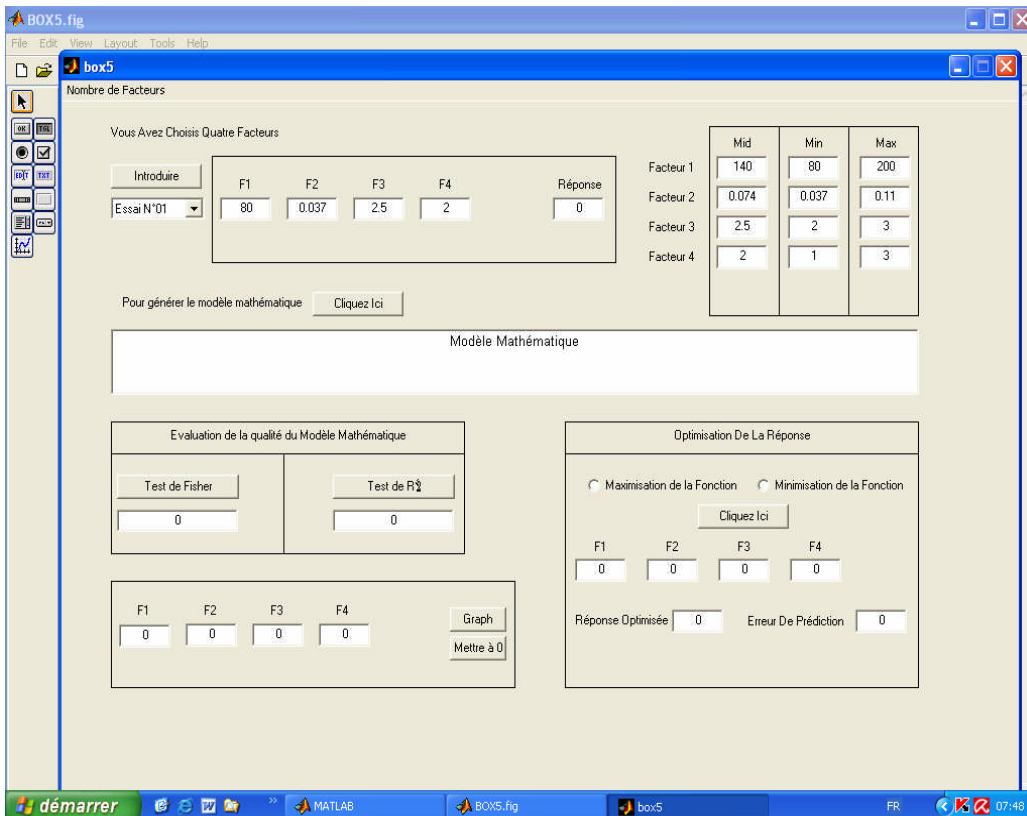 BOX5.fig
File Edit View Layout Tools Help
box5
Nombre de Facteurs
OK TGL
EDIT TXT
Vous Avez Choisis Quatre Facteurs
Mid Min Max
Introduire
F1 F2 F3 F4 Réponse
Essai N°01 80 0.037 2.5 2 0
Facteur 1 140 80 200
Facteur 2 0.074 0.037 0.11
Facteur 3 2.5 2 3
Facteur 4 2 1 3
Pour générer le modèle mathématique Cliquez Ici
Modèle Mathématique
Evaluation de la qualité du Modèle Mathématique
Test de Fisher Test de R
0 0
Optimisation De La Réponse
Maximisation de la Fonction Minimisation de la Fonction
Cliquez Ici
F1 F2 F3 F4
0 0 0 0
Réponse Optimisée 0 Erreur De Prédiction 0
F1 F2 F3 F4
0 0 0 0
Graph
Mettre à 0
démarrer MATLAB BOX5.fig box5 FR 07:48